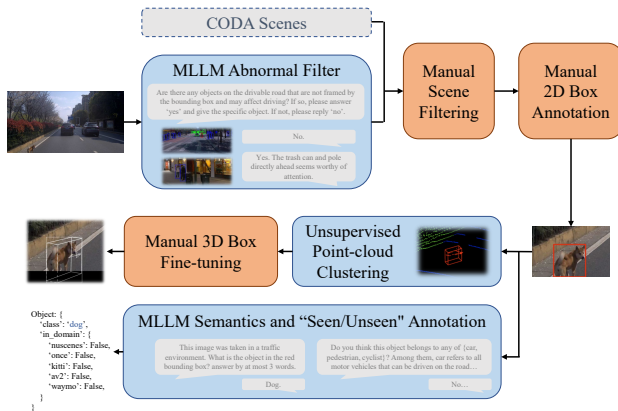 CODA Scenes
MLLM Abnormal Filter
Are there any objects on the drivable road that are not framed by
the bounding box and may affect driving? If so, please answer
‘yes’ and give the specific object. If not, please reply ‘no’.
No.
Yes. The trash can and pole
directly ahead seems worthy of
attention.
Manual
Scene
Filtering
Manual
2D Box
Annotation
Manual 3D Box
Fine-tuning
Unsupervised
Point-cloud
Clustering
MLLM Semantics and “Seen/Unseen" Annotation
This image was taken in a traffic
environment. What is the object in the red
bounding box? answer by at most 3 words.
Dog.
Do you think this object belongs to any of {car,
pedestrian, cyclist}? Among them, car refers to all
motor vehicles that can be driven on the road…
No…
Object: {
‘class’: ‘dog’,
‘in_domain’: {
‘nuscenes’: False,
‘once’: False,
‘kitti’: False,
‘av2’: False,
‘waymo’: False,
}
}